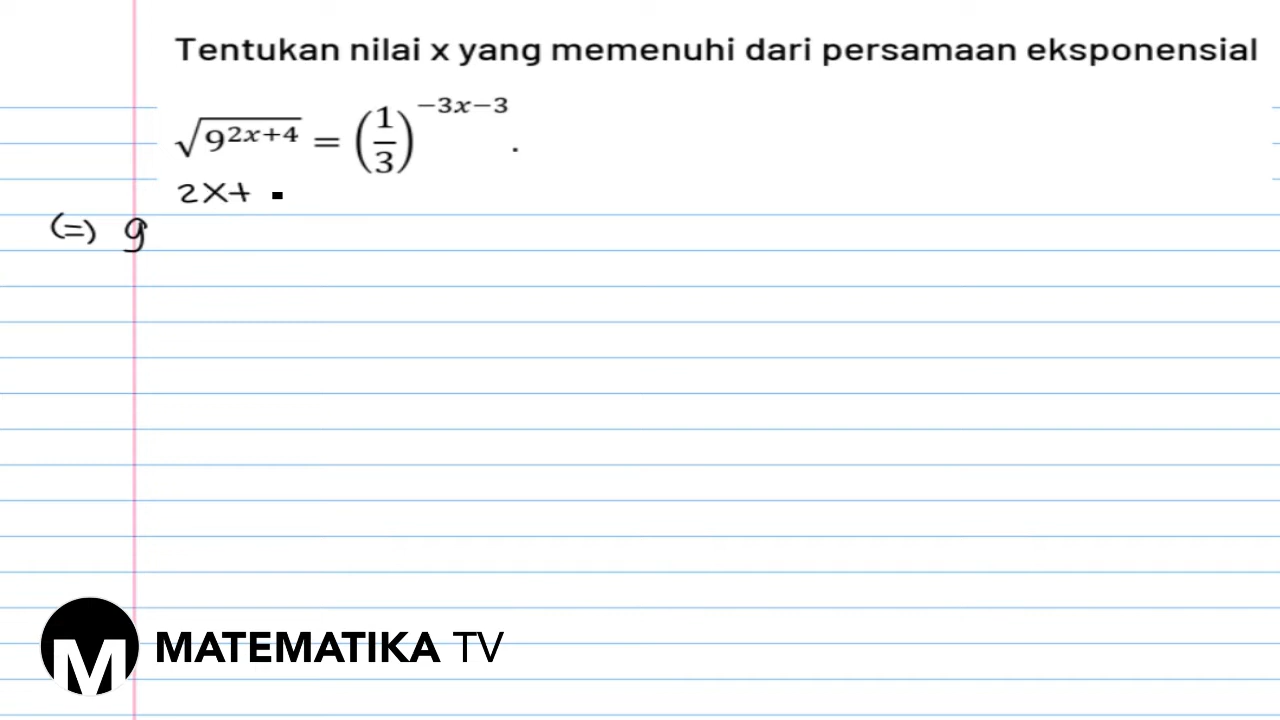 Tentukan nilai x yang memenuhi dari persamaan eksponensial
√9^{2x+4} = (1/3)^{−3x−3} .
2x+
(=) 9
MATEMATIKA TV